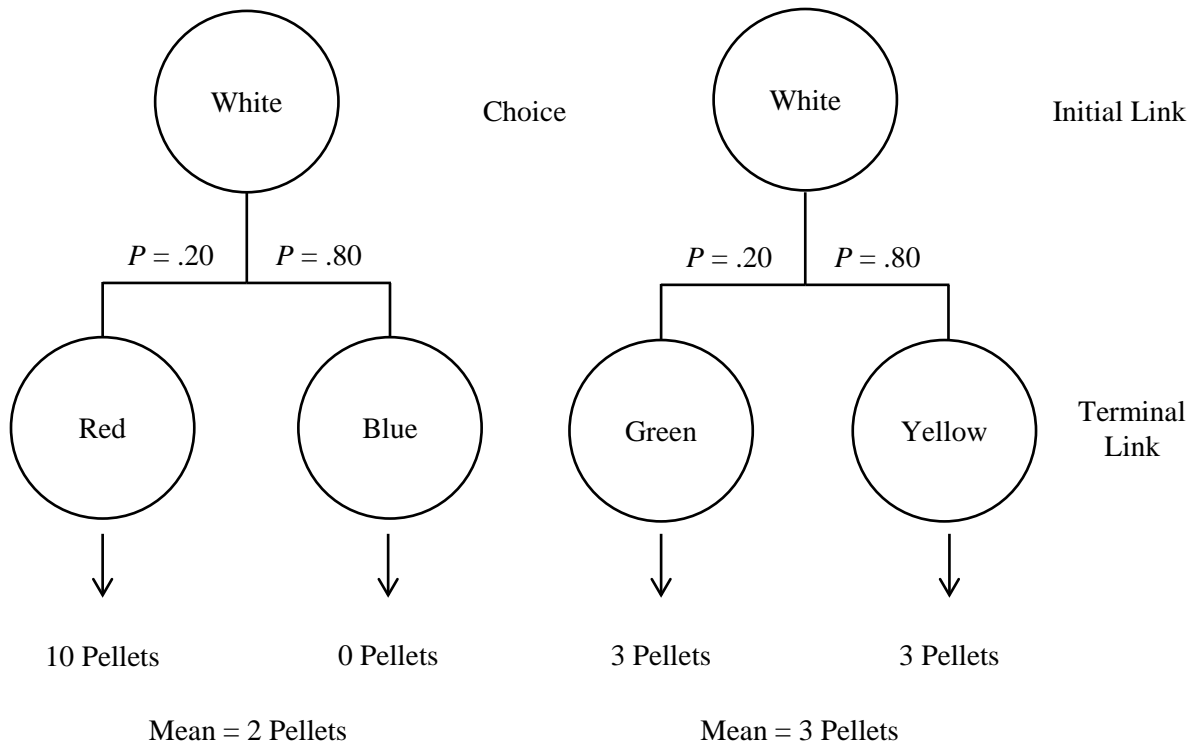 White
Choice
White
Initial Link
P = .20
P = .80
P = .20
P = .80
Red
Blue
Green
Yellow
Terminal
Link
10 Pellets
0 Pellets
3 Pellets
3 Pellets
Mean = 2 Pellets
Mean = 3 Pellets